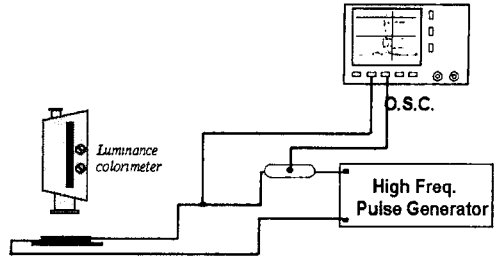 O.S.C.
Luminance
colorimeter
High Freq.
Pulse Generator